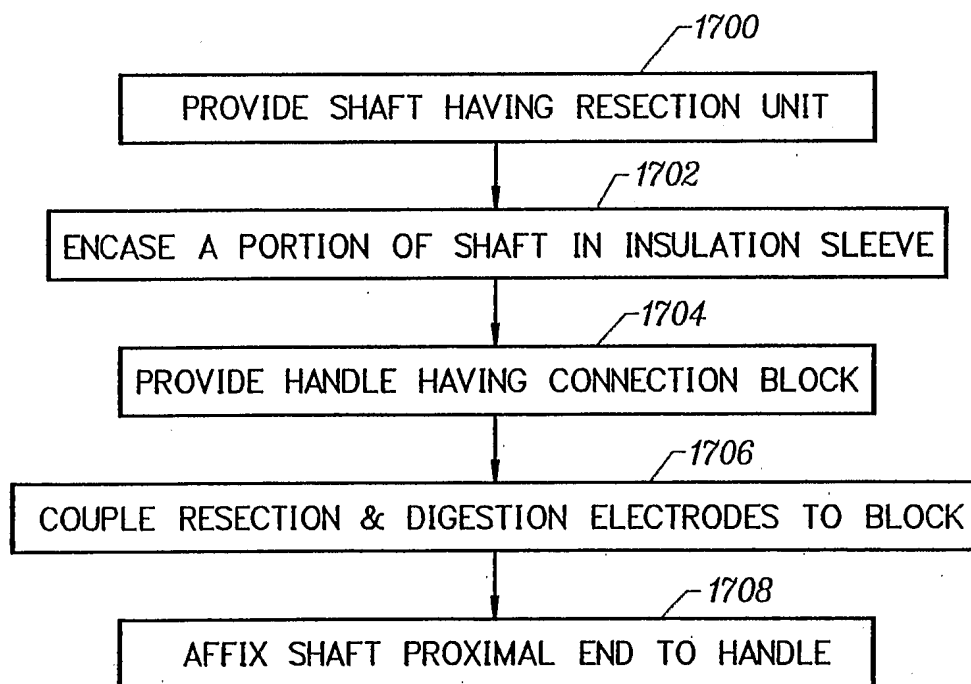 1700
PROVIDE SHAFT HAVING RESECTION UNIT
1702
ENCASE A PORTION OF SHAFT IN INSULATION SLEEVE
1704
PROVIDE HANDLE HAVING CONNECTION BLOCK
1706
COUPLE RESECTION & DIGESTION ELECTRODES TO BLOCK
1708
AFFIX SHAFT PROXIMAL END TO HANDLE